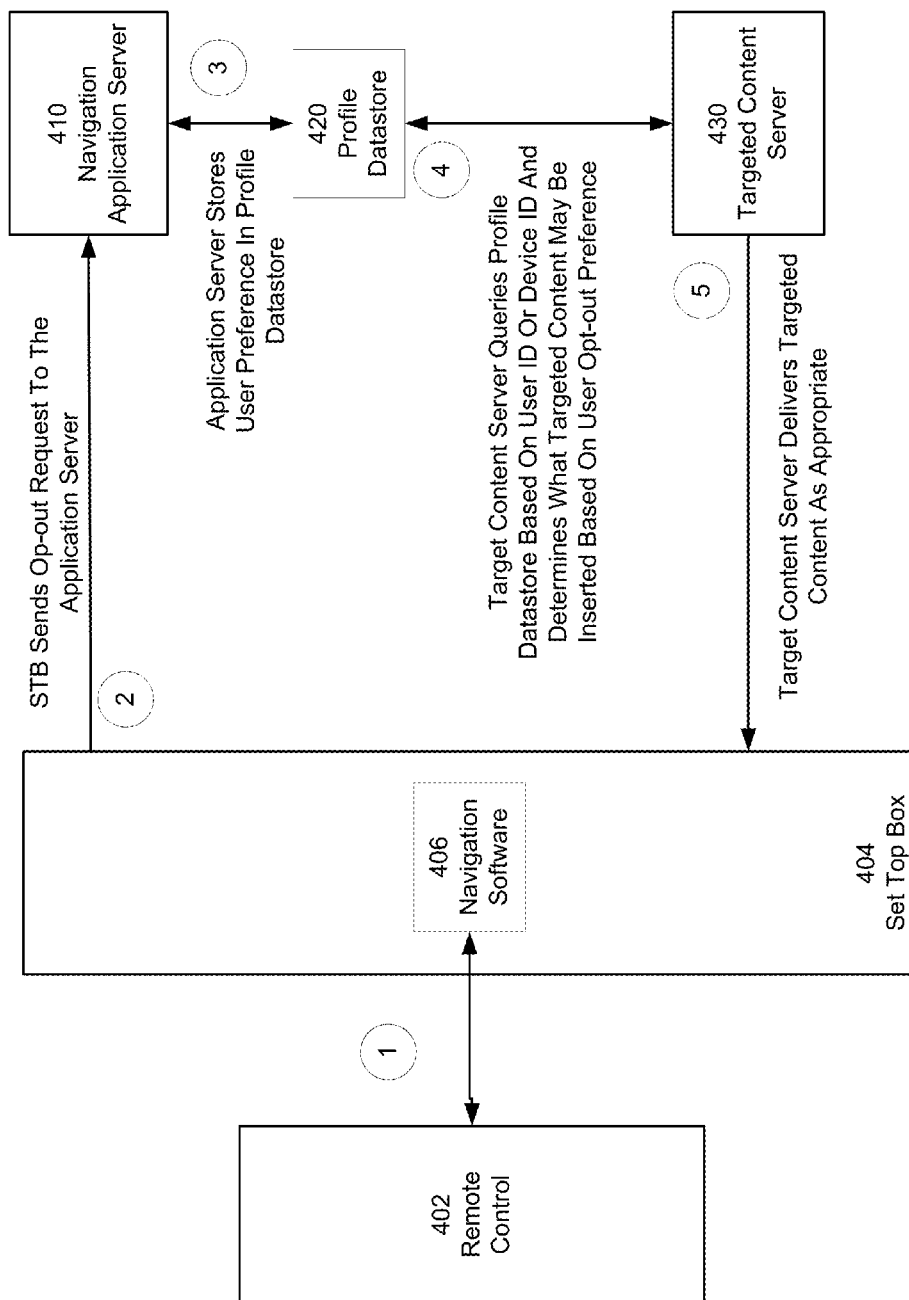 402
Remote
Control
1
406
Navigation
Software
404
Set Top Box
2
STB Sends Op-out Request To The
Application Server
410
Navigation
Application Server
3
Application Server Stores
User Preference In Profile
Datastore
420
Profile
Datastore
4
Target Content Server Queries Profile
Datastore Based On User ID Or Device ID And
Determines What Targeted Content May Be
Inserted Based On User Opt-out Preference
430
Targeted Content
Server
5
Target Content Server Delivers Targeted
Content As Appropriate